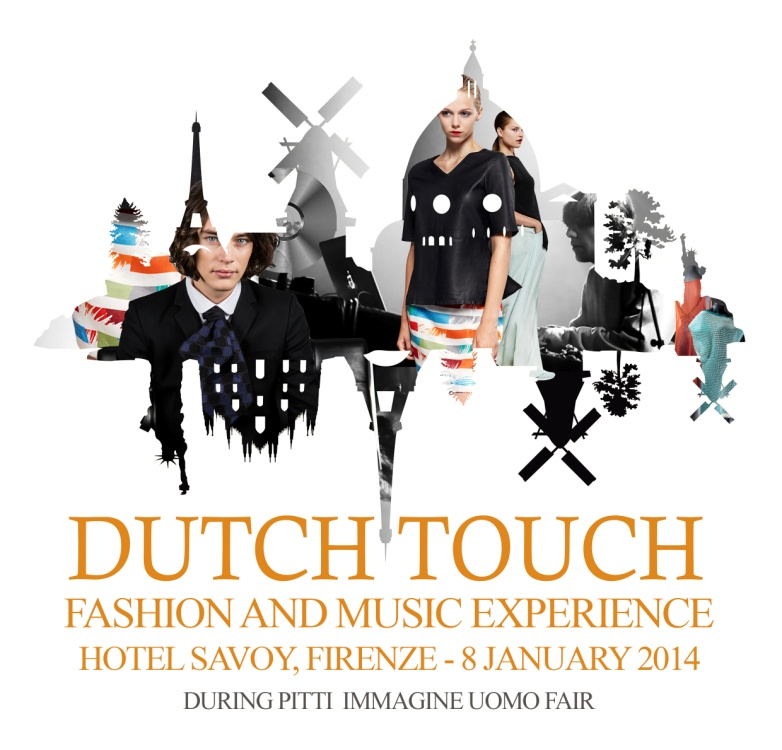 DUTCH TOUCH
FASHION AND MUSIC EXPERIENCE
HOTEL SAVOY, FIRENZE - 8 JANUARY 2014
DURING PITTI IMMAGINE UOMO FAIR